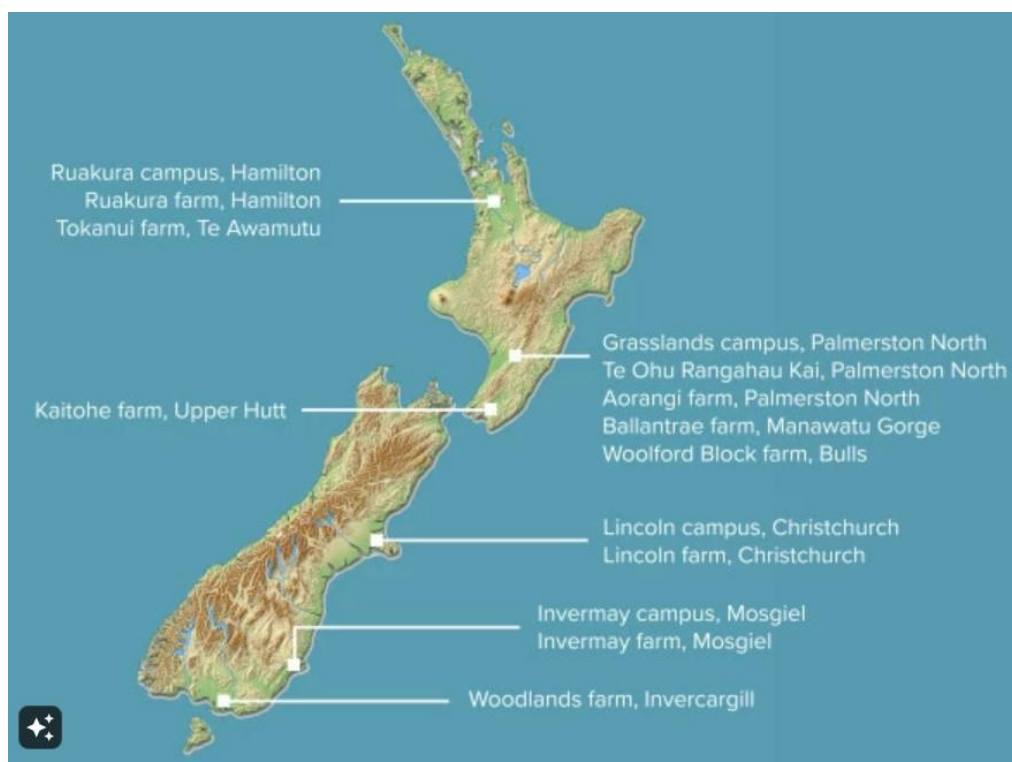 Ruakura campus, Hamilton
Ruakura farm, Hamilton
Tokanui farm, Te Awamutu
Grasslands campus, Palmerston North
Te Ohu Rangahau Kai, Palmerston North
Aorangi farm, Palmerston North
Ballantrae farm, Manawatu Gorge
Woolford Block farm, Bulls
Kaitohe farm, Upper Hutt
Lincoln campus, Christchurch
Lincoln farm, Christchurch
Invermay campus, Mosgiel
Invermay farm, Mosgiel
Woodlands farm, Invercargill